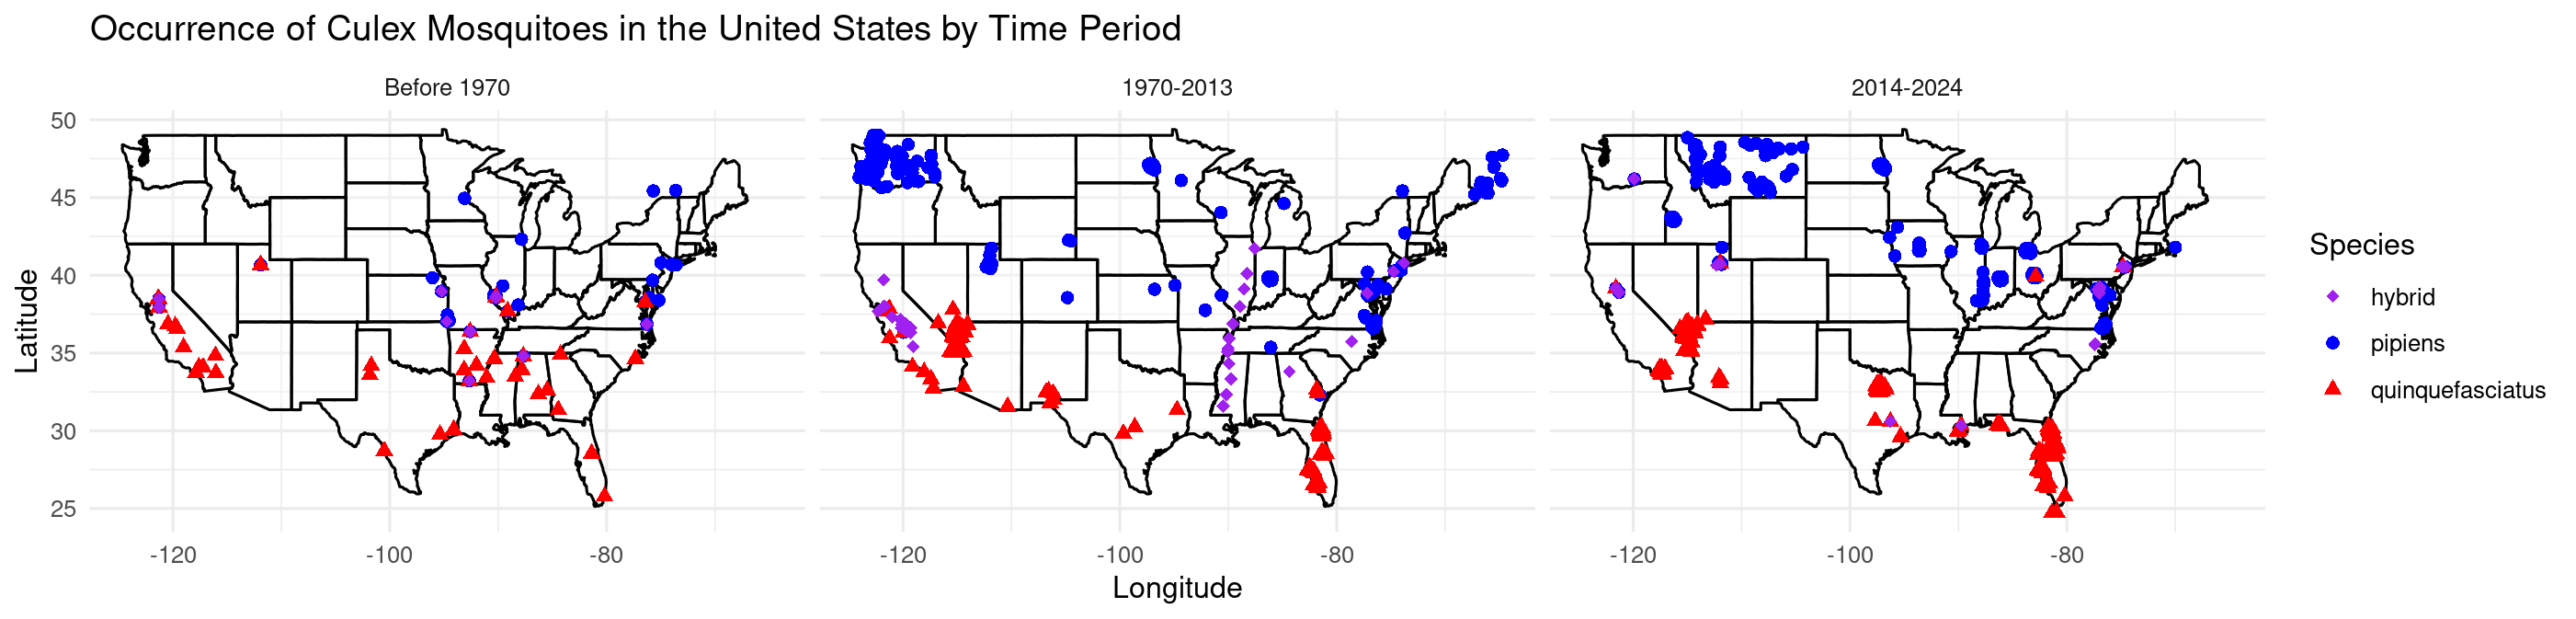 Occurrence of Culex Mosquitoes in the United States by Time Period
Before 1970
1970-2013
2014-2024
50
45
40
35
30
25
Latitude
-120
-100
-80
-120
-100
-80
-120
-100
-80
Longitude
Species
hybrid
pipiens
quinquefasciatus